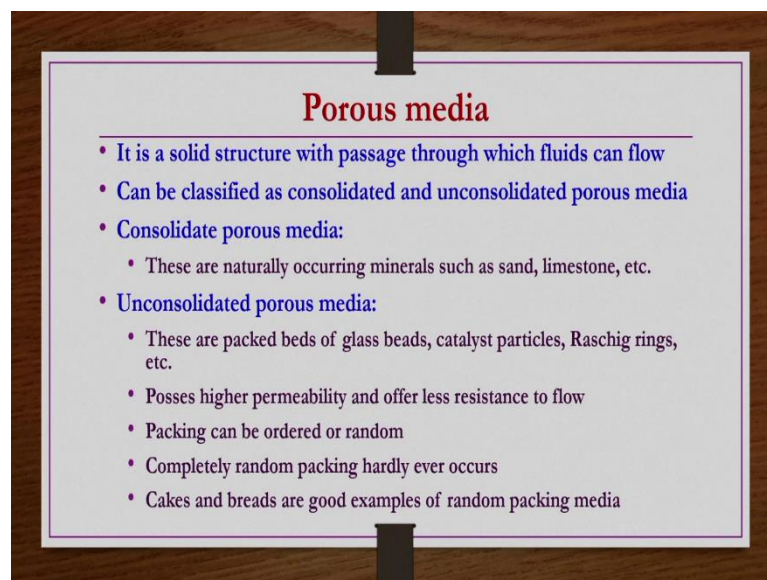 Porous media
• It is a solid structure with passage through which fluids can flow
• Can be classified as consolidated and unconsolidated porous media
• Consolidate porous media:
• These are naturally occurring minerals such as sand, limestone, etc.
• Unconsolidated porous media:
• These are packed beds of glass beads, catalyst particles, Raschig rings,
etc.
• Posses higher permeability and offer less resistance to flow
• Packing can be ordered or random
• Completely random packing hardly ever occurs
• Cakes and breads are good examples of random packing media